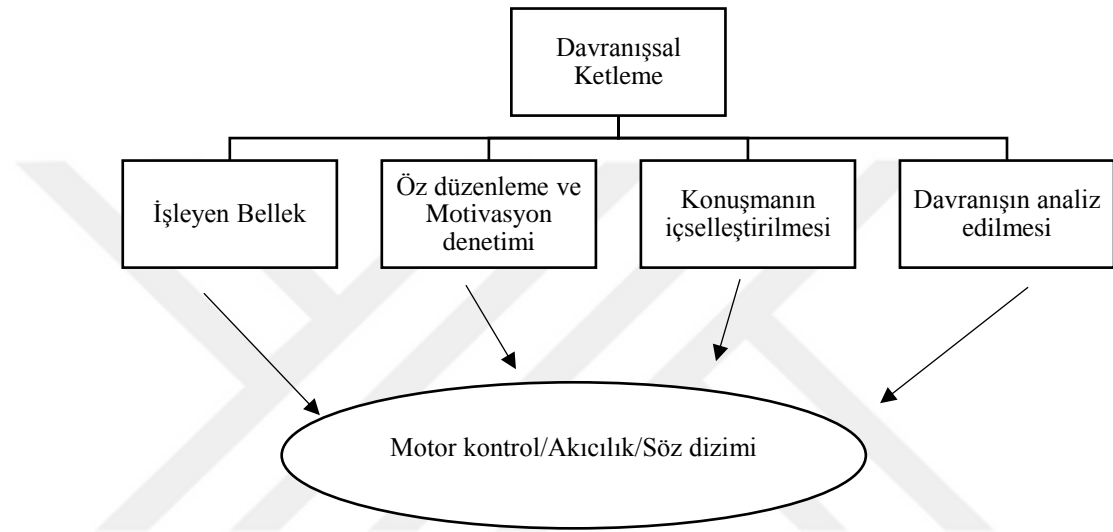 Davranışsal
Ketleme
İşleyen Bellek
Öz düzenleme ve
Motivasyon
denetimi
Konuşmanın
içselleştirilmesi
Davranışın analiz
edilmesi
Motor kontrol/Akıcılık/Söz dizimi